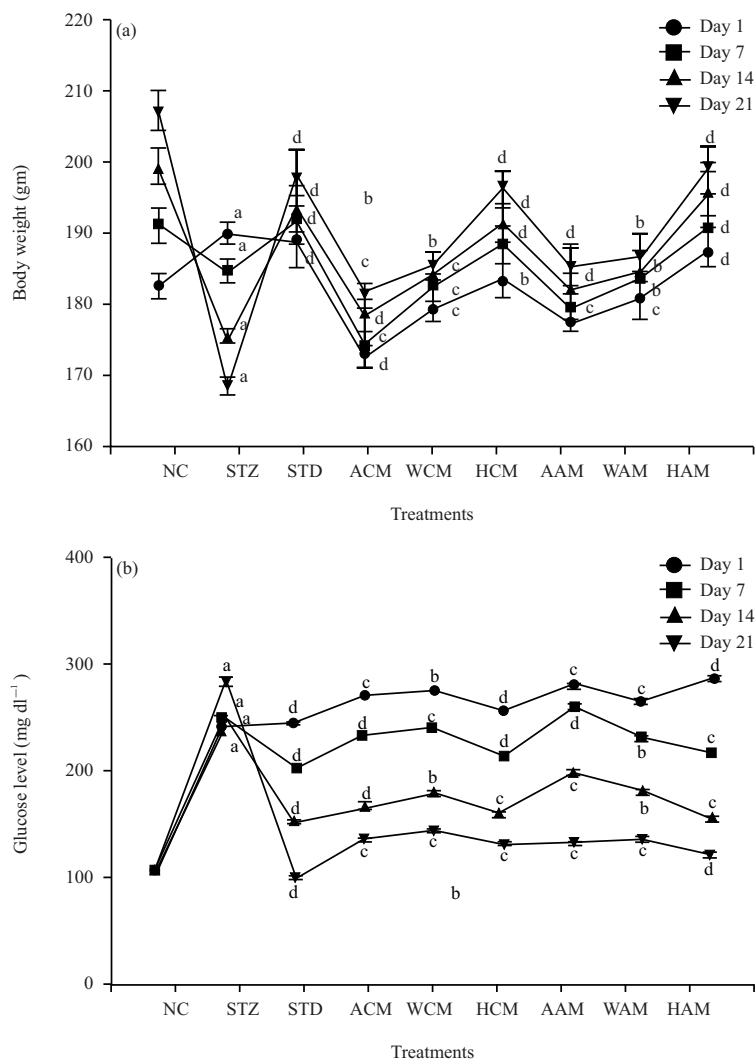 (a)
Day 1
Day 7
Day 14
Day 21
220
210
200
190
180
170
160
Body weight (gm)
d d d
d d b d d d
a d d d
a c b c d b d
d d b b d
a d c c b c b
c c
a d
NC STZ STD ACM WCM HCM AAM WAM HAM
Treatments
(b)
Day 1
Day 7
Day 14
Day 21
400
300
200
100
0
Glucose level (mg dl⁻¹)
a d c b d c c d
a
a d d c d d b c
a
d d b c c b c
d c c c c c d
b
NC STZ STD ACM WCM HCM AAM WAM HAM
Treatments